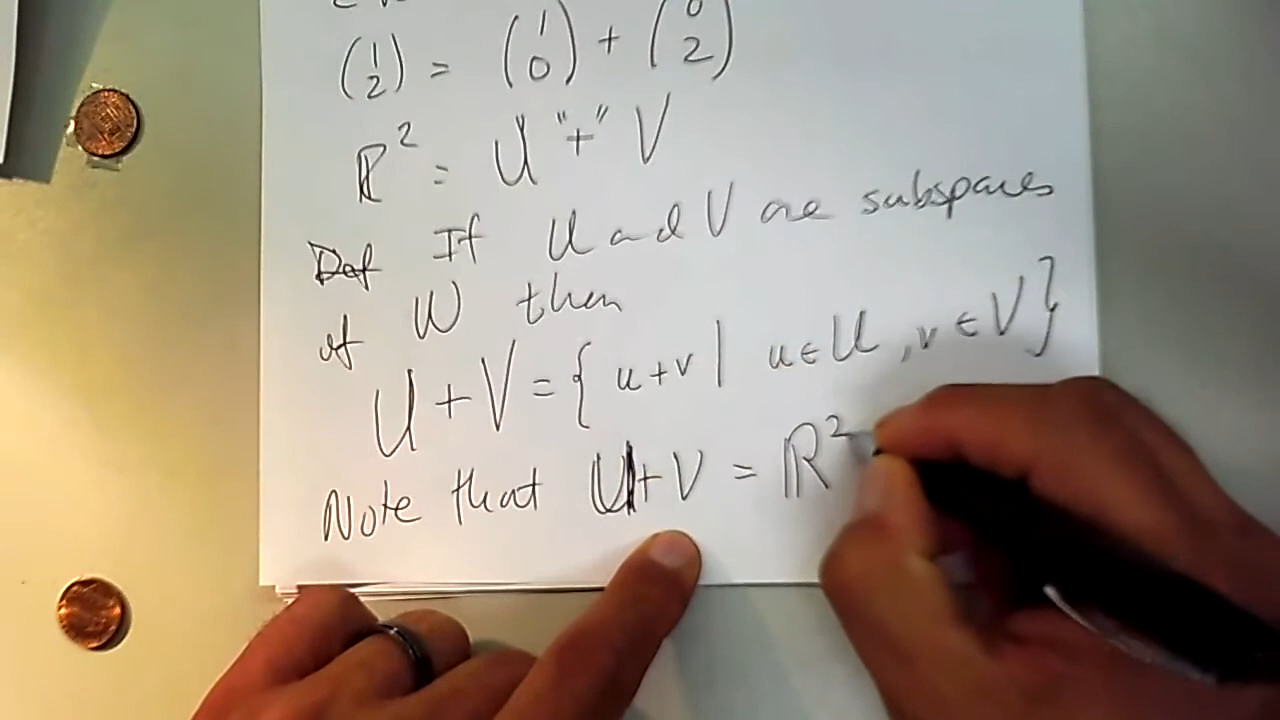 (1 2) = (1 0) + (0 2)
ℝ² = U "+" V
Def If U and V are subspaces
of W then
U + V = { u + v | u ∈ U , v ∈ V }
Note that U + V = ℝ²